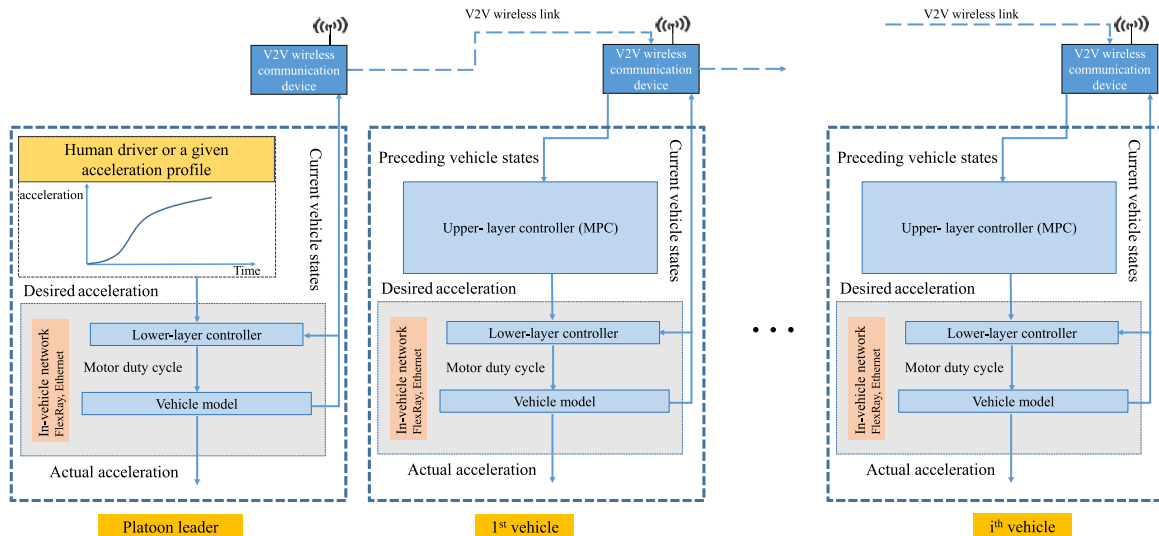 V2V wireless link
V2V wireless
communication
device
V2V wireless
communication
device
V2V wireless link
V2V wireless
communication
device
Human driver or a given
acceleration profile
acceleration
Time
Current vehicle states
Desired acceleration
In-vehicle network
FlexRay, Ethernet
Lower-layer controller
Motor duty cycle
Vehicle model
Actual acceleration
Platoon leader
Preceding vehicle states
Current vehicle states
Upper- layer controller (MPC)
Desired acceleration
In-vehicle network
FlexRay, Ethernet
Lower-layer controller
Motor duty cycle
Vehicle model
Actual acceleration
1st vehicle
• • •
Preceding vehicle states
Current vehicle states
Upper- layer controller (MPC)
Desired acceleration
In-vehicle network
FlexRay, Ethernet
Lower-layer controller
Motor duty cycle
Vehicle model
Actual acceleration
ith vehicle